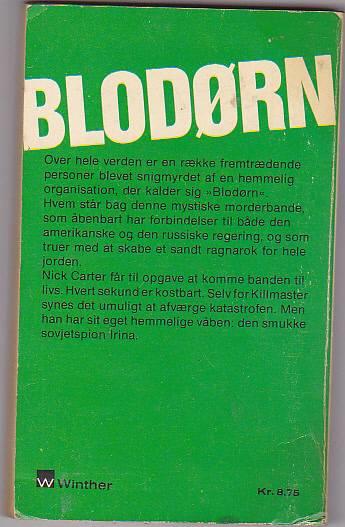 BLODØRN
Over hele verden er en række fremtrædende
personer blevet snigmyrdet af en hemmelig
organisation, der kalder sig »Blodørn«.
Hvem står bag denne mystiske morderbande,
som åbenbart har forbindelser til både den
amerikanske og den russiske regering, og som
truer med at skabe et sandt ragnarok for hele
jorden.
Nick Carter får til opgave at komme banden til
livs. Hvert sekund er kostbart. Selv for Killmaster
synes det umuligt at afværge katastrofen. Men
han har sit eget hemmelige våben: den smukke
sovjetspion Irina.
W Winther
Kr. 8,75